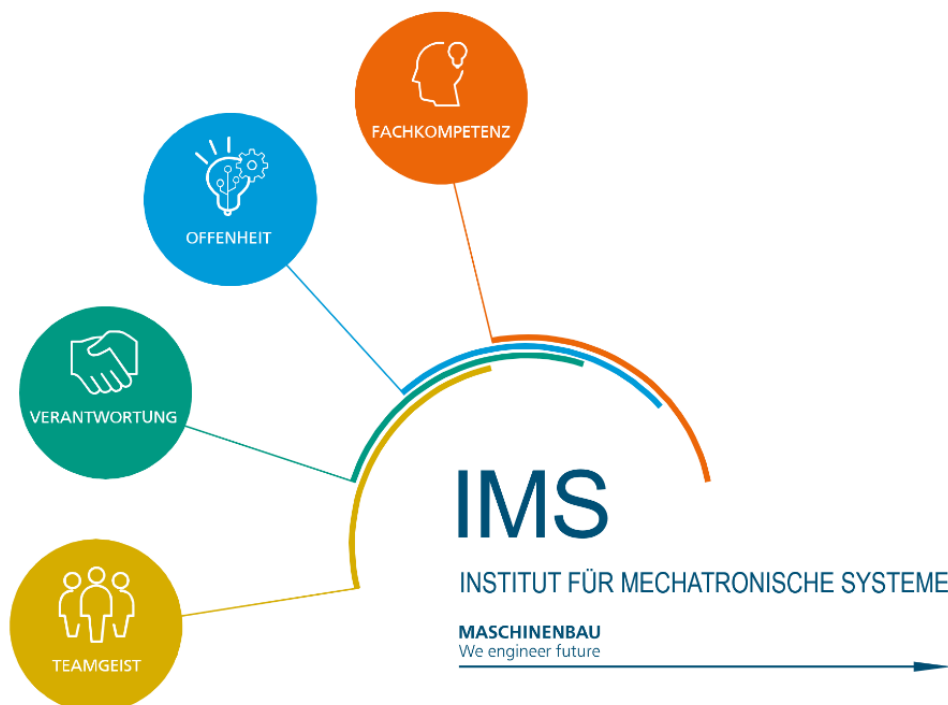 FACHKOMPETENZ
OFFENHEIT
VERANTWORTUNG
TEAMGEIST
IMS
INSTITUT FÜR MECHATRONISCHE SYSTEME
MASCHINENBAU
We engineer future